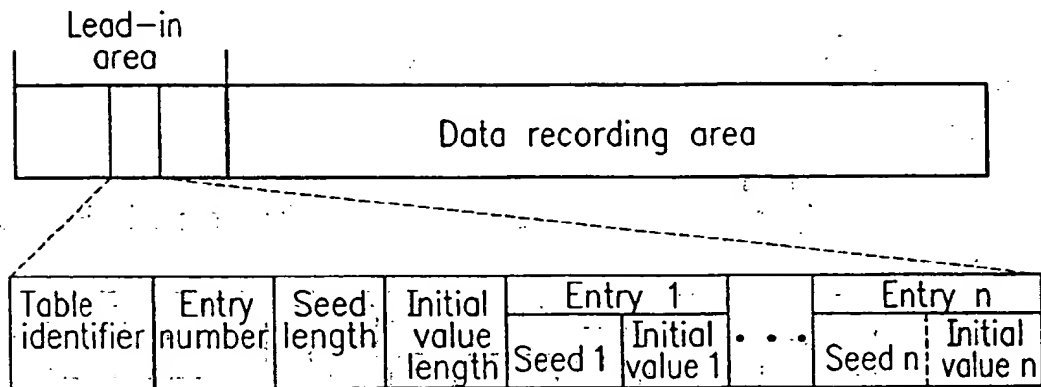 Lead-in
area
Data recording area
Table
identifier
Entry
number
Seed
length
Initial
value
length
Entry 1
Seed 1
Initial
value 1
• • •
Entry n
Seed n
Initial
value n